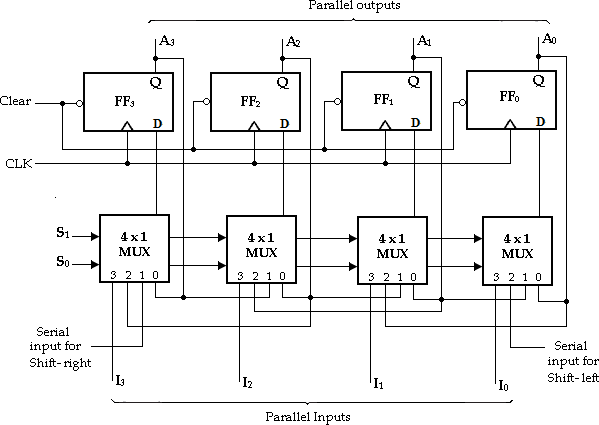 Parallel outputs
A3 A2 A1 A0
Q Q Q Q
Clear FF3 FF2 FF1 FF0
D D D D
CLK
S1 4 x 1 4 x 1 4 x 1 4 x 1
MUX MUX MUX MUX
S0
3 2 1 0 3 2 1 0 3 2 1 0 3 2 1 0
Serial
input for
Shift-right
Serial
input for
Shift-left
I3 I2 I1 I0
Parallel Inputs